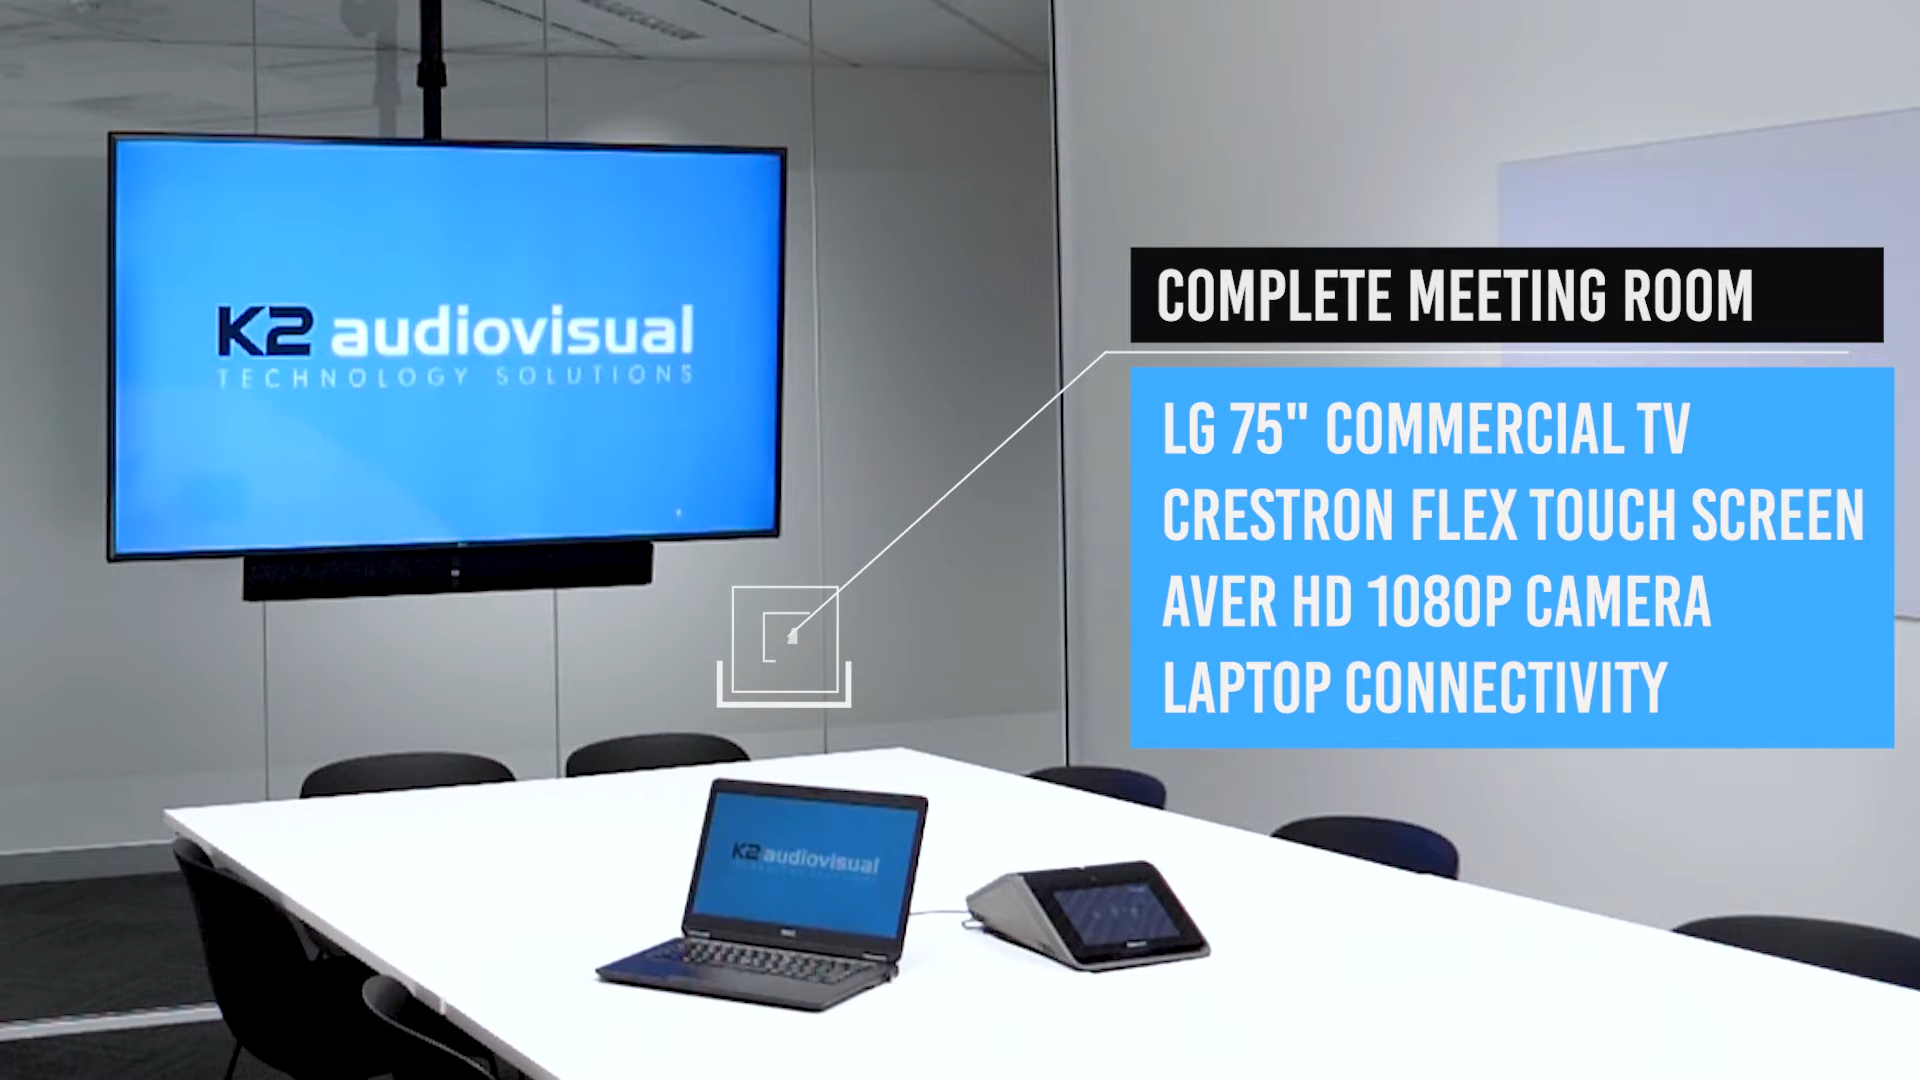 K2 audiovisual
TECHNOLOGY SOLUTIONS
COMPLETE MEETING ROOM
LG 75" COMMERCIAL TV
CRESTRON FLEX TOUCH SCREEN
AVER HD 1080P CAMERA
LAPTOP CONNECTIVITY
K2 audiovisual